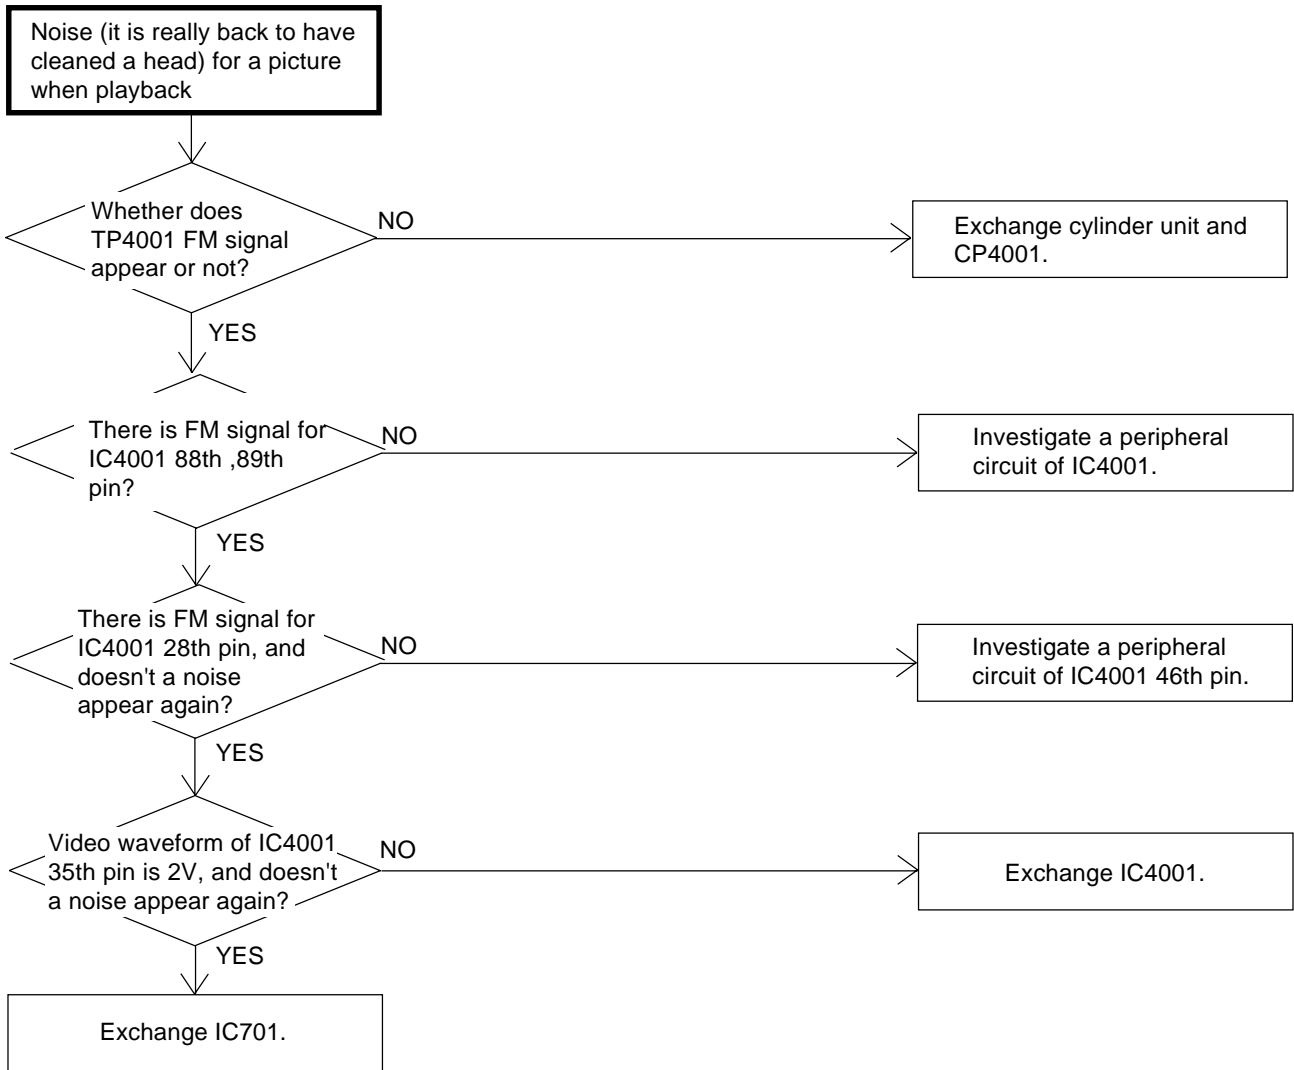 Noise (it is really back to have
cleaned a head) for a picture
when playback
Whether does
TP4001 FM signal
appear or not?
NO
Exchange cylinder unit and
CP4001.
YES
There is FM signal for
IC4001 88th ,89th
pin?
NO
Investigate a peripheral
circuit of IC4001.
YES
There is FM signal for
IC4001 28th pin, and
doesn't a noise
appear again?
NO
Investigate a peripheral
circuit of IC4001 46th pin.
YES
Video waveform of IC4001
35th pin is 2V, and doesn't
a noise appear again?
NO
Exchange IC4001.
YES
Exchange IC701.